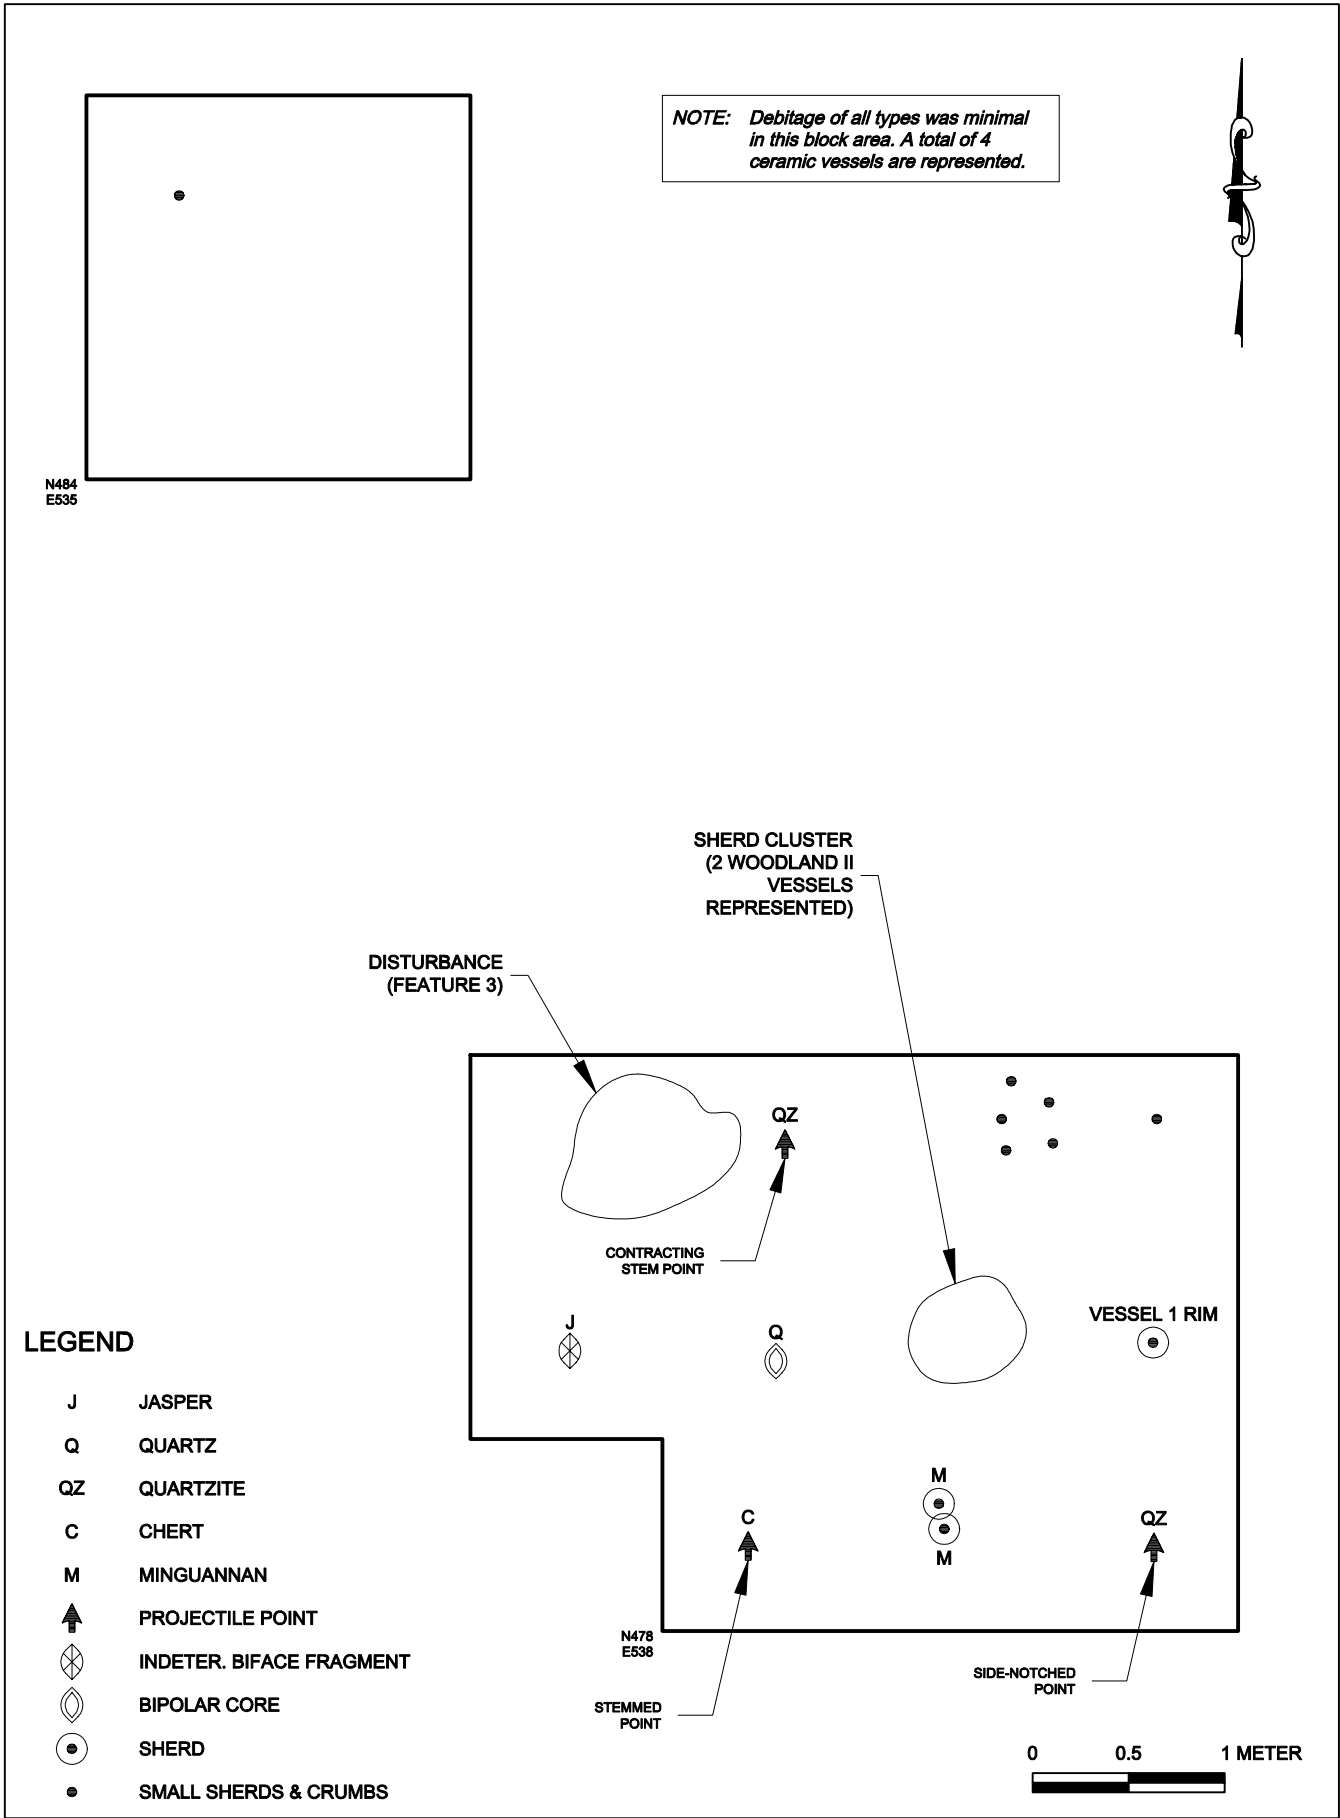 NOTE: Debitage of all types was minimal
in this block area. A total of 4
ceramic vessels are represented.
N484
E535
SHERD CLUSTER
(2 WOODLAND II
VESSELS
REPRESENTED)
DISTURBANCE
(FEATURE 3)
QZ
CONTRACTING
STEM POINT
J
Q
VESSEL 1 RIM
M
M
C
QZ
N478
E538
STEMMED
POINT
SIDE-NOTCHED
POINT
LEGEND
J JASPER
Q QUARTZ
QZ QUARTZITE
C CHERT
M MINGUANNAN
PROJECTILE POINT
INDETER. BIFACE FRAGMENT
BIPOLAR CORE
SHERD
SMALL SHERDS & CRUMBS
0 0.5 1 METER